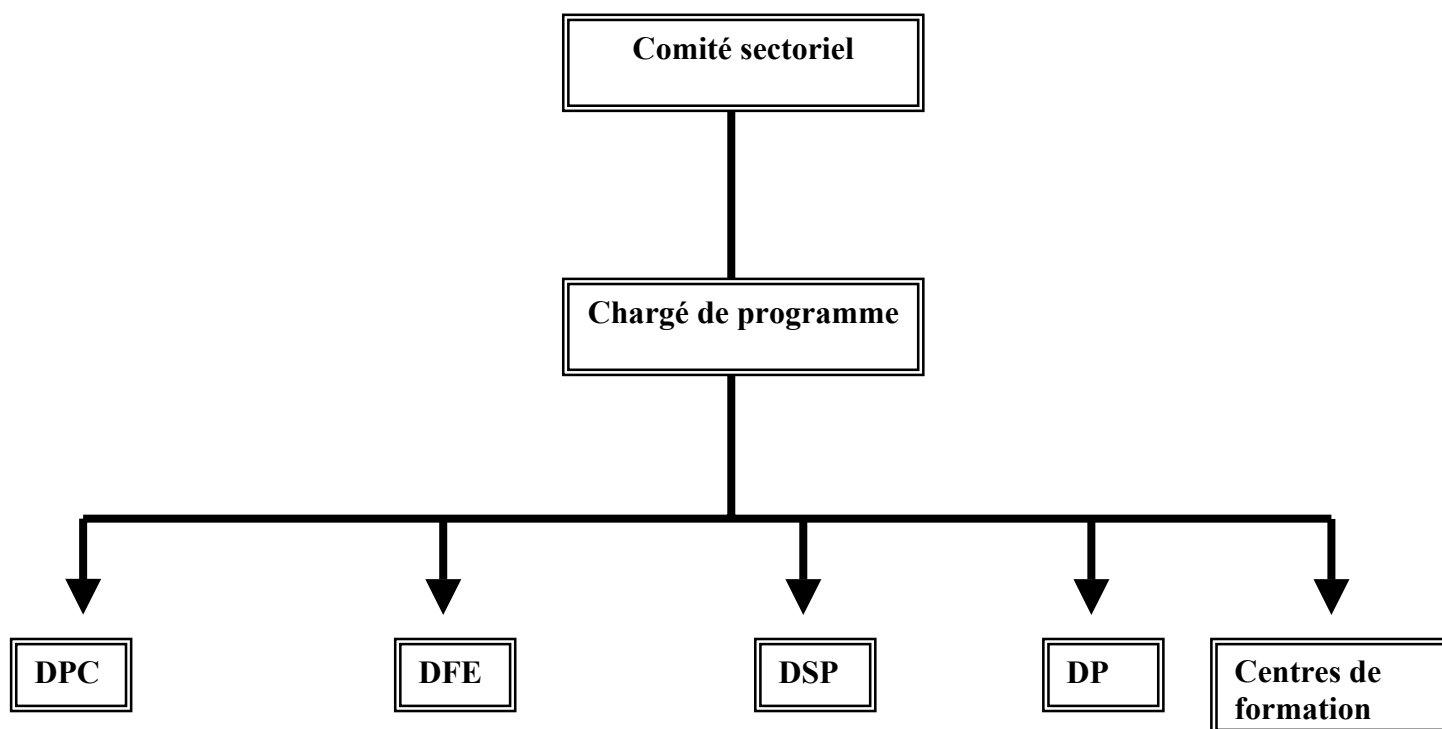 Comité sectoriel
Chargé de programme
DPC
DFE
DSP
DP
Centres de
formation